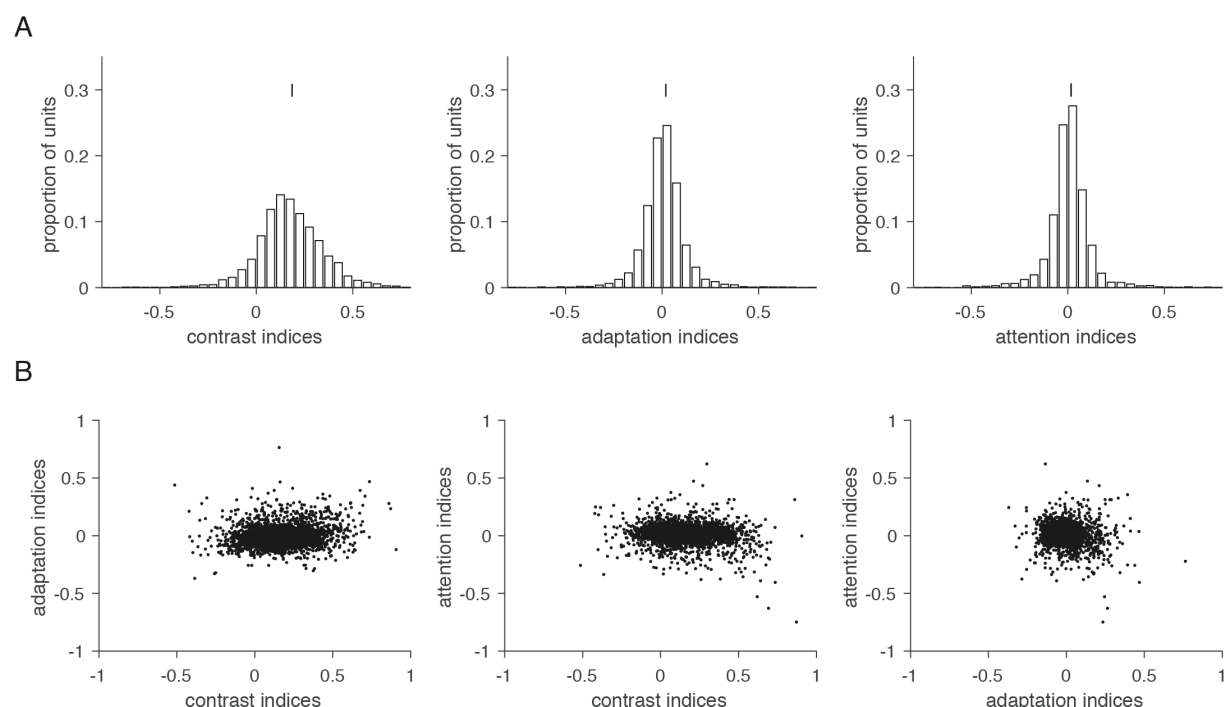 A
proportion of units
0.3
0.2
0.1
0
-0.5 0 0.5
contrast indices
proportion of units
0.3
0.2
0.1
0
-0.5 0 0.5
adaptation indices
proportion of units
0.3
0.2
0.1
0
-0.5 0 0.5
attention indices
B
adaptation indices
1
0.5
0
-0.5
-1
-1 -0.5 0 0.5 1
contrast indices
attention indices
1
0.5
0
-0.5
-1
-1 -0.5 0 0.5 1
contrast indices
attention indices
1
0.5
0
-0.5
-1
-1 -0.5 0 0.5 1
adaptation indices